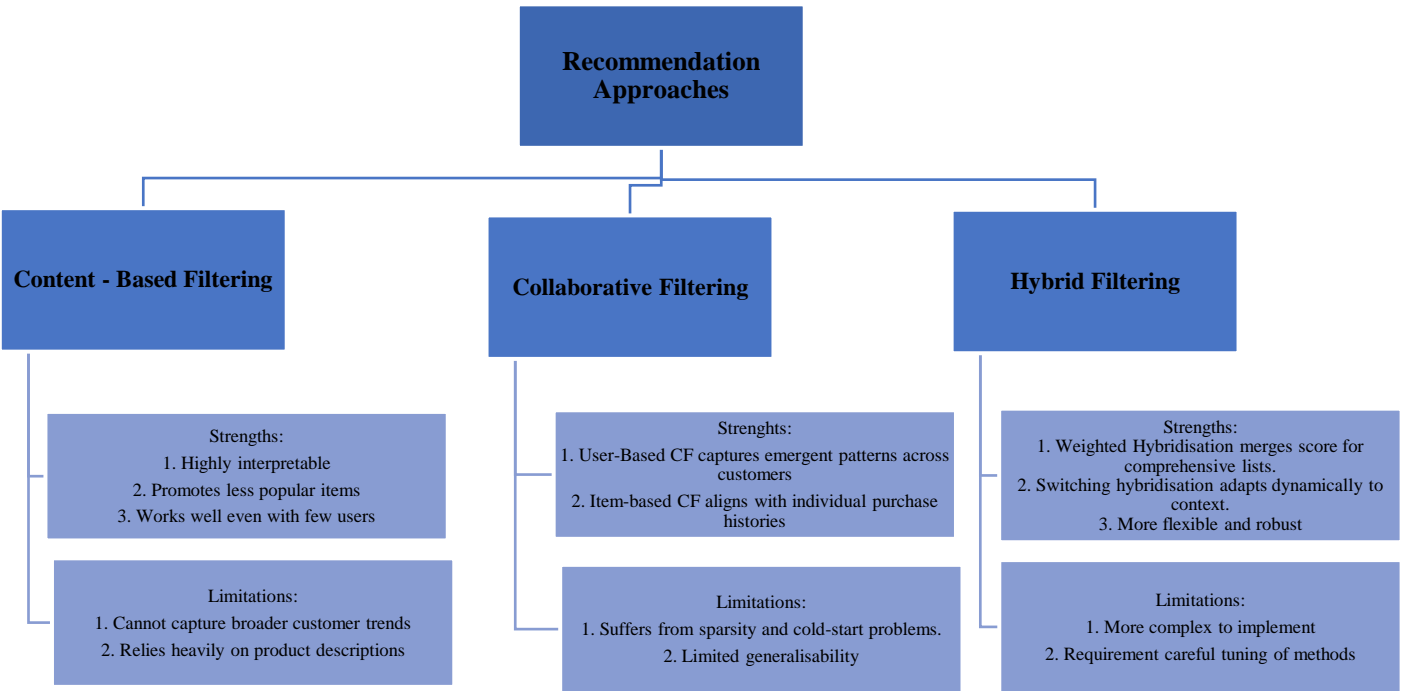 Recommendation
Approaches
Content - Based Filtering
Collaborative Filtering
Hybrid Filtering
Strengths:
1. Highly interpretable
2. Promotes less popular items
3. Works well even with few users
Limitations:
1. Cannot capture broader customer trends
2. Relies heavily on product descriptions
Strenghts:
1. User-Based CF captures emergent patterns across
customers
2. Item-based CF aligns with individual purchase
histories
Limitations:
1. Suffers from sparsity and cold-start problems.
2. Limited generalisability
Strengths:
1. Weighted Hybridisation merges score for
comprehensive lists.
2. Switching hybridisation adapts dynamically to
context.
3. More flexible and robust
Limitations:
1. More complex to implement
2. Requirement careful tuning of methods